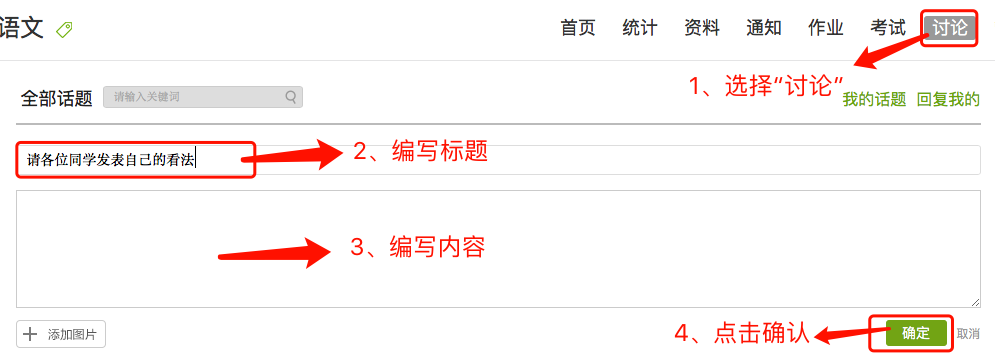 语文
首页 统计 资料 通知 作业 考试 讨论
1、选择“讨论”
全部话题 请输入关键词 我的话题 回复我的
请各位同学发表自己的看法 2、编写标题
3、编写内容
添加图片 4、点击确认 确定 取消